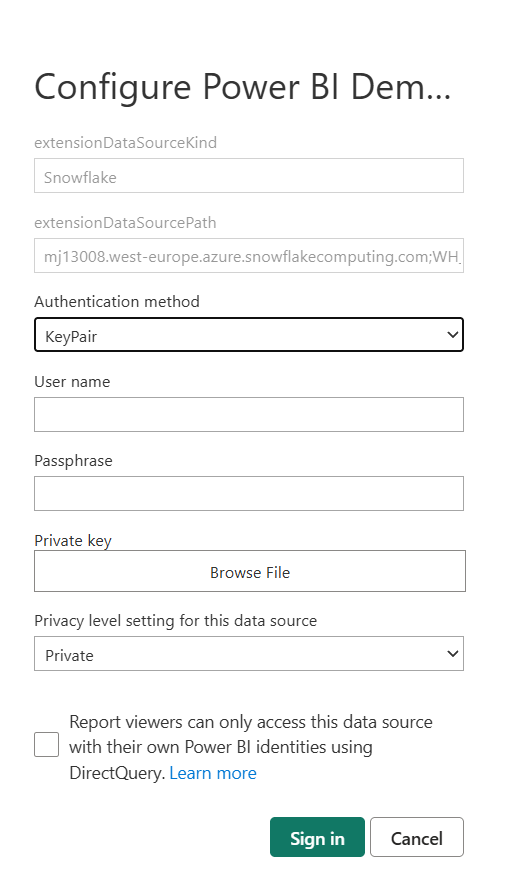 Configure Power BI Dem...
extensionDataSourceKind
Snowflake
extensionDataSourcePath
mj13008.west-europe.azure.snowflakecomputing.com;WH_
Authentication method
KeyPair
User name
Passphrase
Private key
Browse File
Privacy level setting for this data source
Private
Report viewers can only access this data source
with their own Power BI identities using
DirectQuery. Learn more
Sign in
Cancel